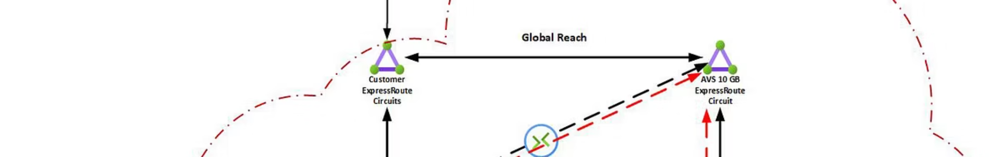 Global Reach
Customer
ExpressRoute
Circuits
AVS 10 GB
ExpressRoute
Circuit